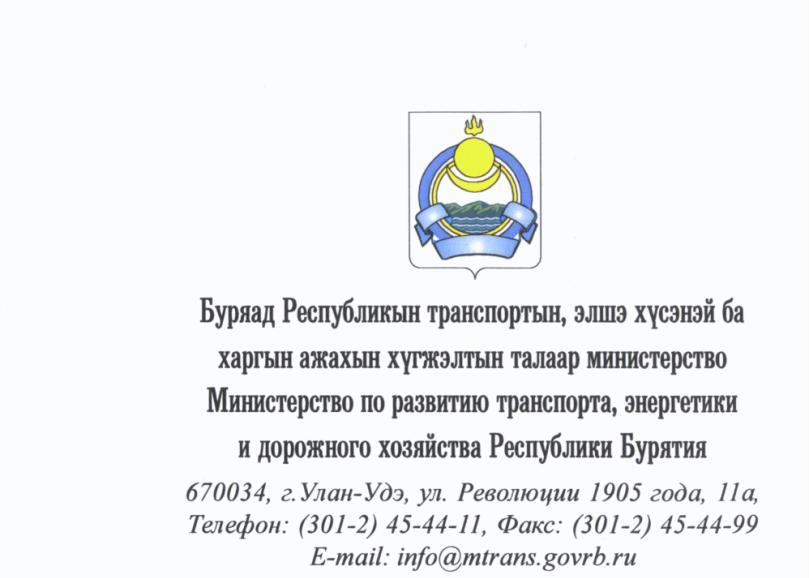 Буряад Республикын транспортын, элшэ хүсэнэй ба
харгын ажахын хүгжэлтын талаар министерство
Министерство по развитию транспорта, энергетики
и дорожного хозяйства Республики Бурятия
670034, г.Улан-Удэ, ул. Революции 1905 года, 11а,
Телефон: (301-2) 45-44-11, Факс: (301-2) 45-44-99
E-mail: info@mtrans.govrb.ru